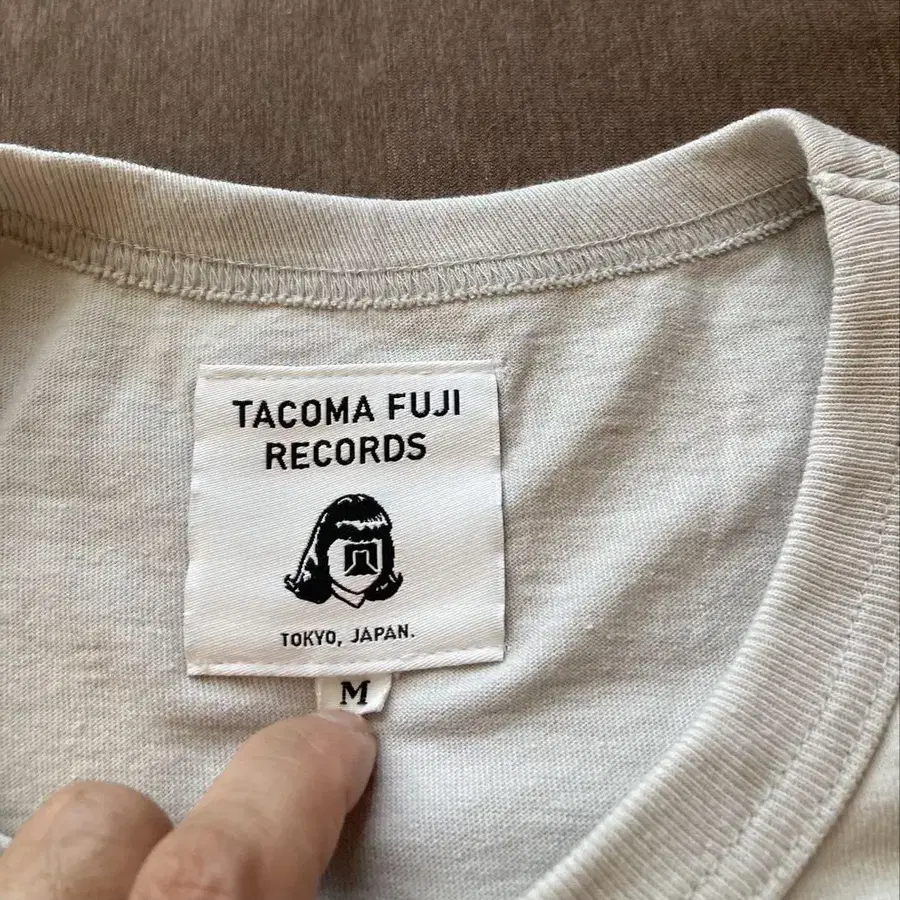 TACOMA FUJI
RECORDS
TOKYO, JAPAN.
M